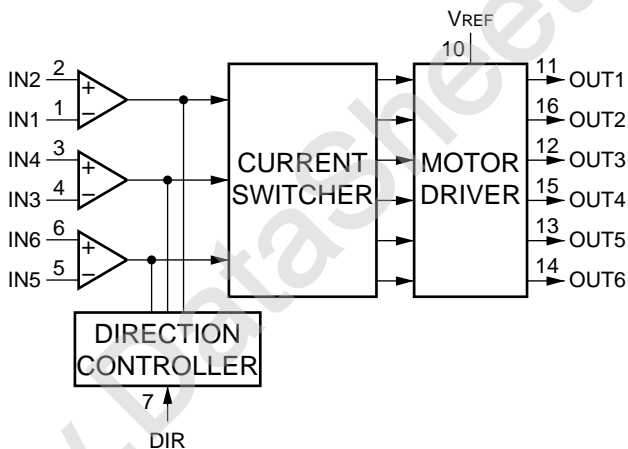 VREF
10
IN2 2 + 11 OUT1
IN1 1 − 16 OUT2
IN4 3 + 12 OUT3
IN3 4 − 15 OUT4
IN6 6 + 13 OUT5
IN5 5 − 14 OUT6
CURRENT
SWITCHER
MOTOR
DRIVER
DIRECTION
CONTROLLER
7
DIR
.DataSheet